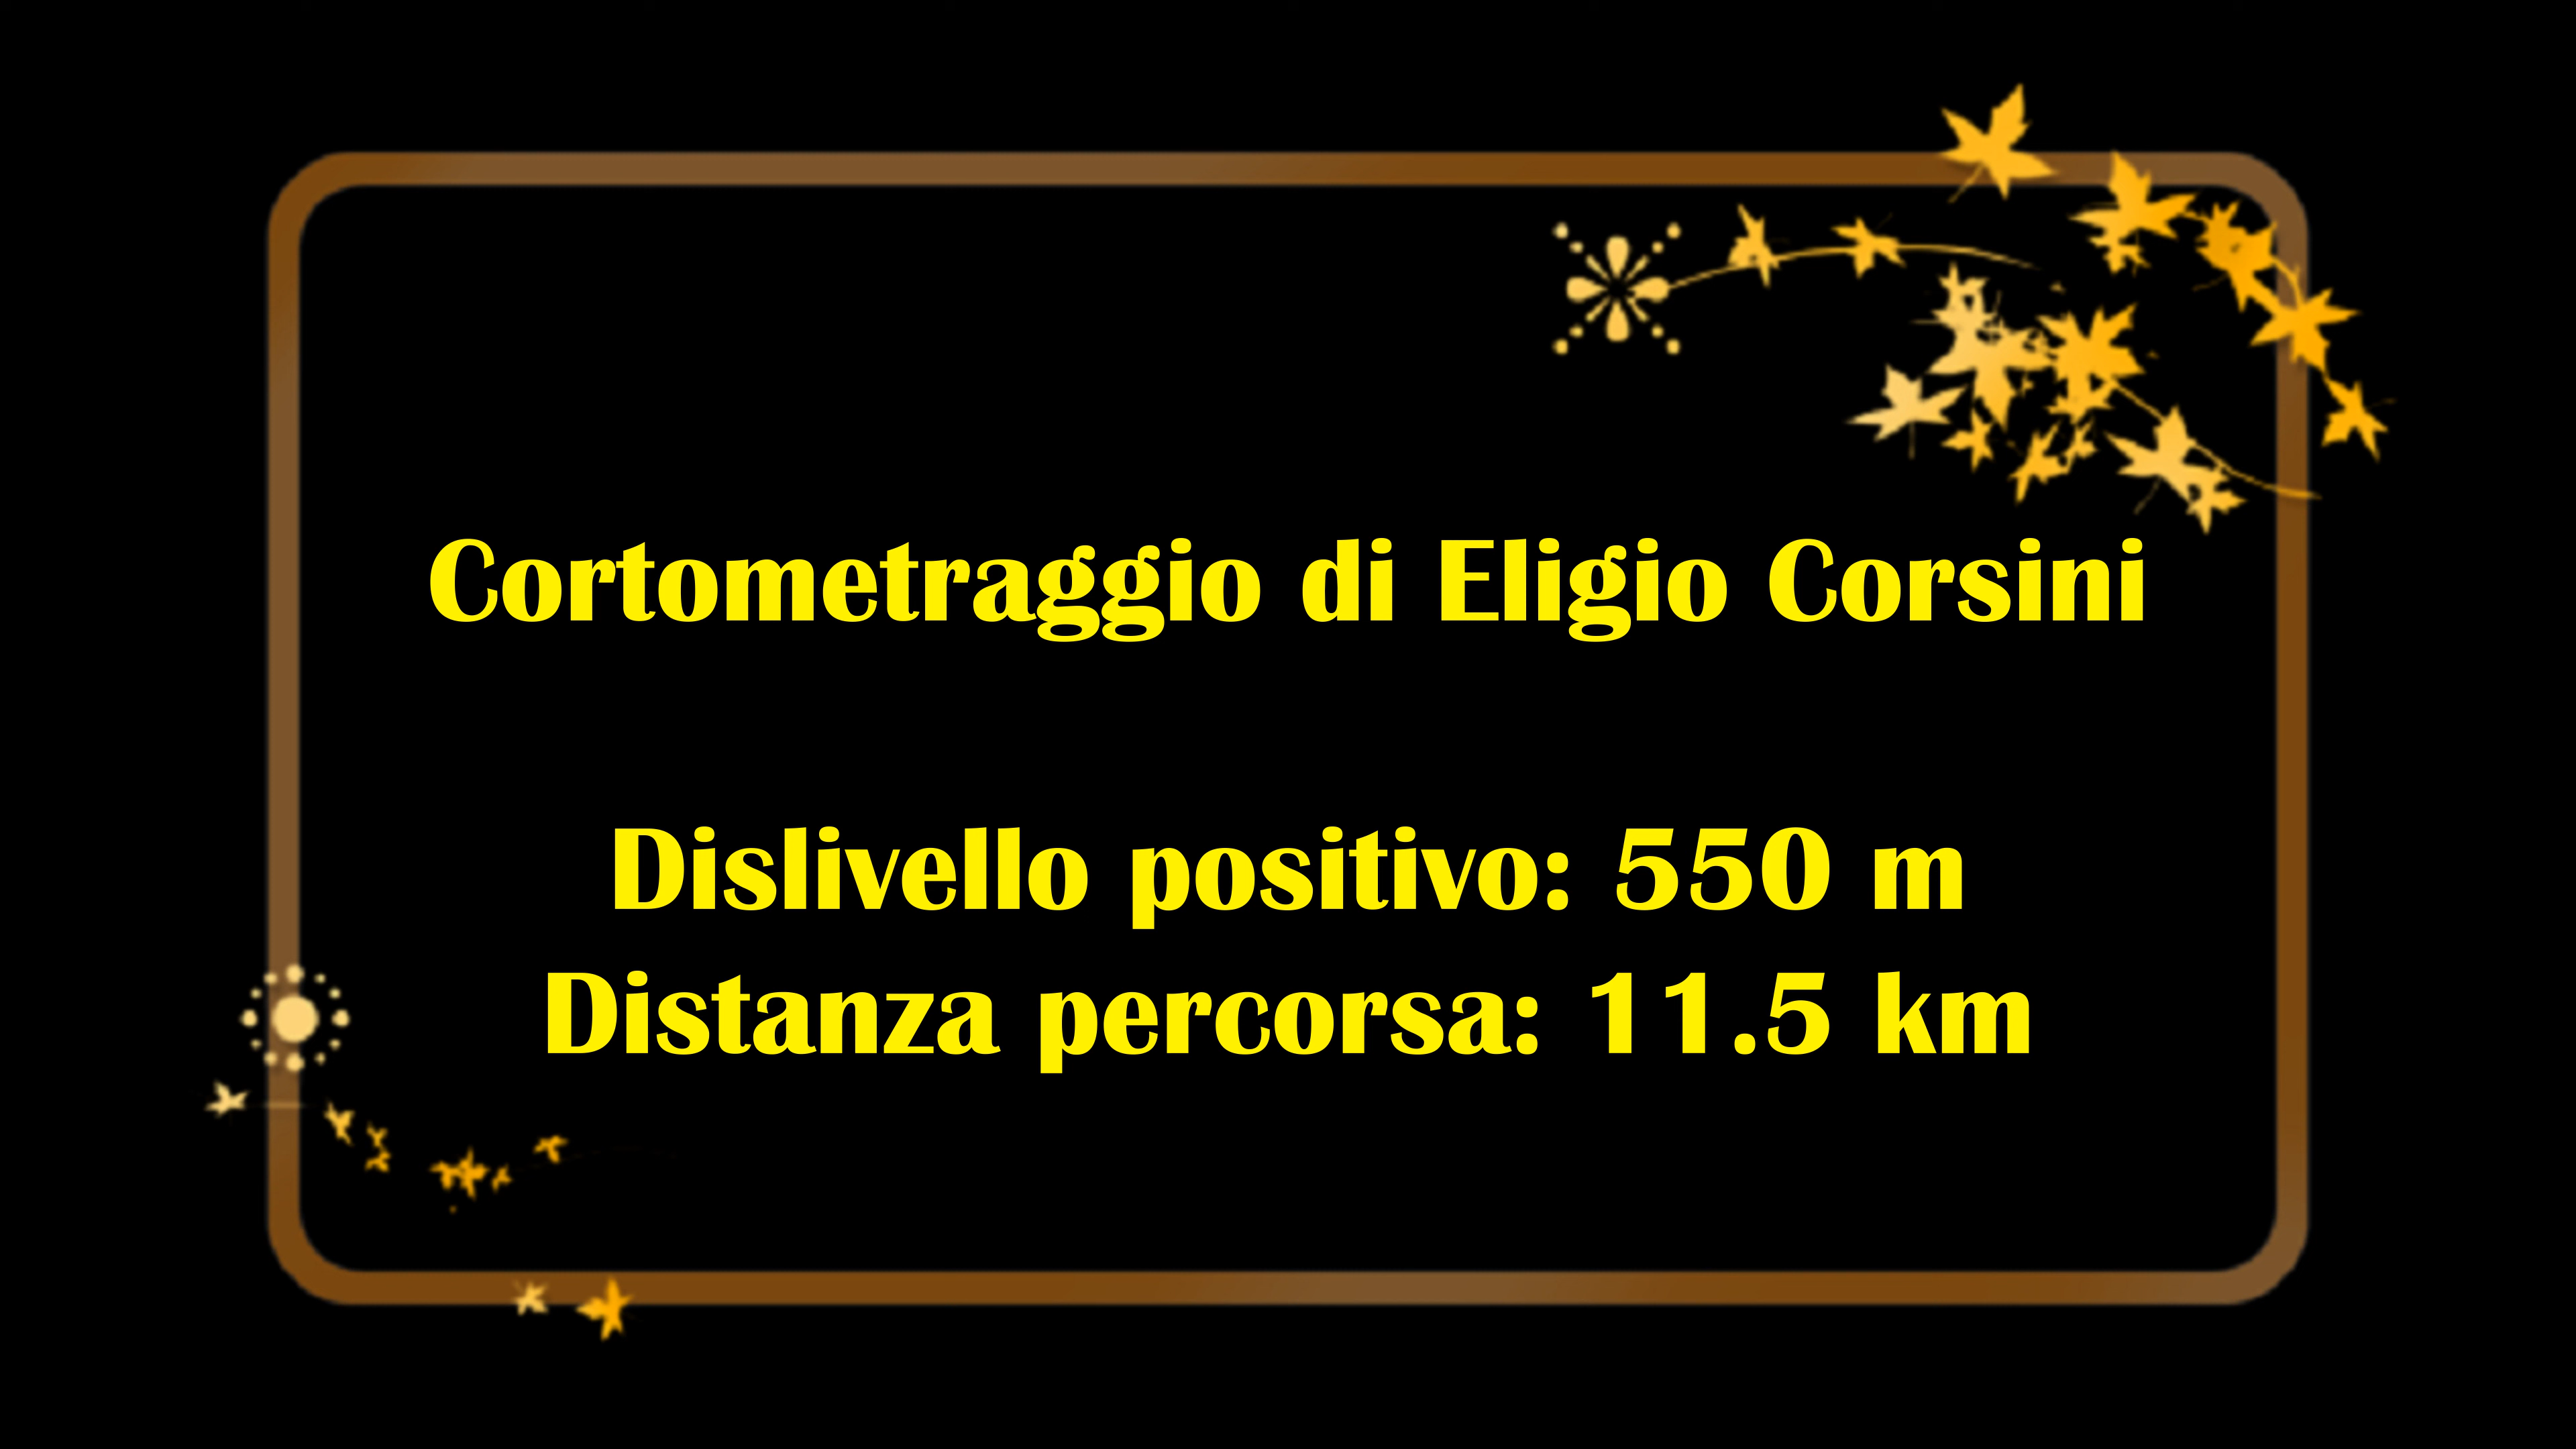 Cortometraggio di Eligio Corsini
Dislivello positivo: 550 m
Distanza percorsa: 11.5 km